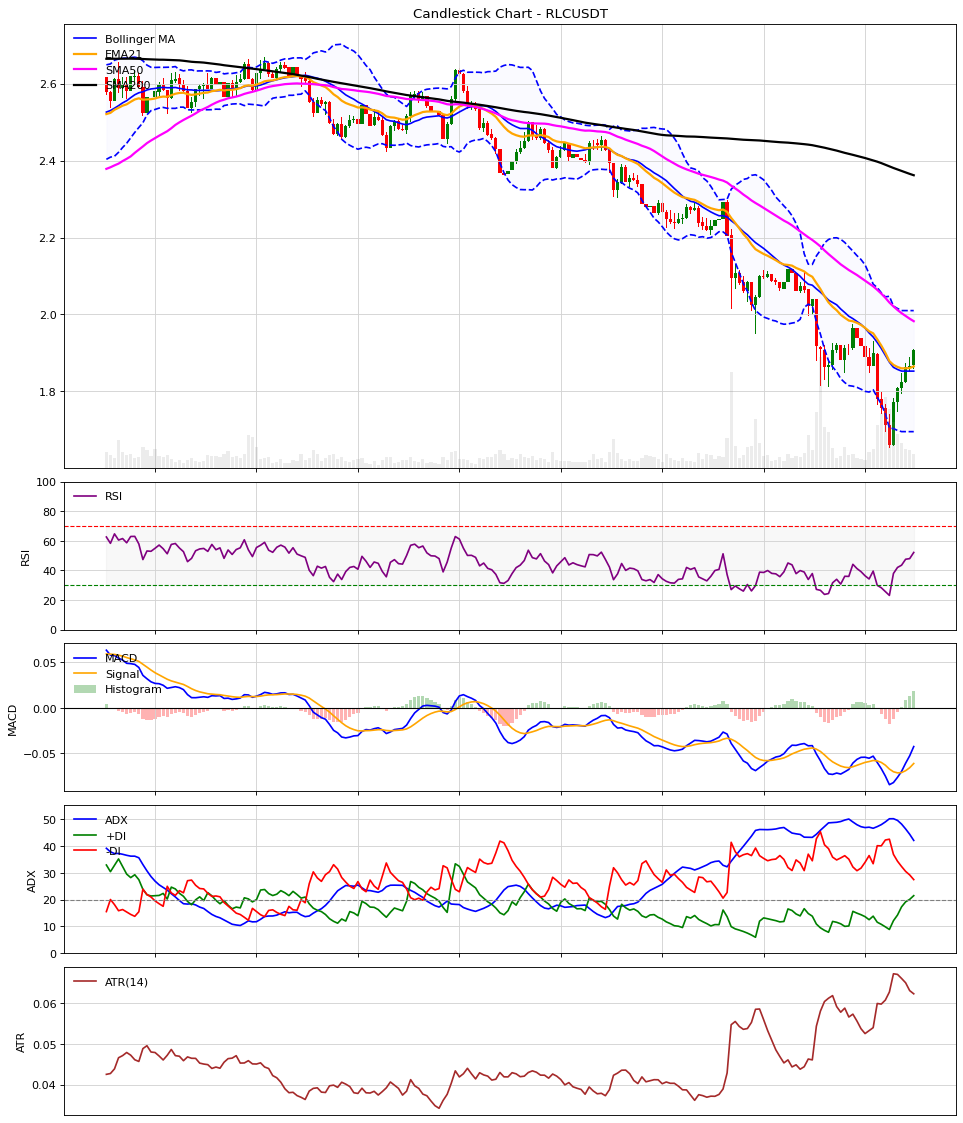 Candlestick Chart - RLCUSDT
Bollinger MA
EMA21
SMA50
SMA200
2.6
2.4
2.2
2.0
1.8
RSI
100
80
60
40
20
0
RSI
MACD
Signal
Histogram
0.05
0.00
−0.05
MACD
ADX
+DI
-DI
50
40
30
20
10
0
ADX
ATR(14)
0.06
0.05
0.04
ATR